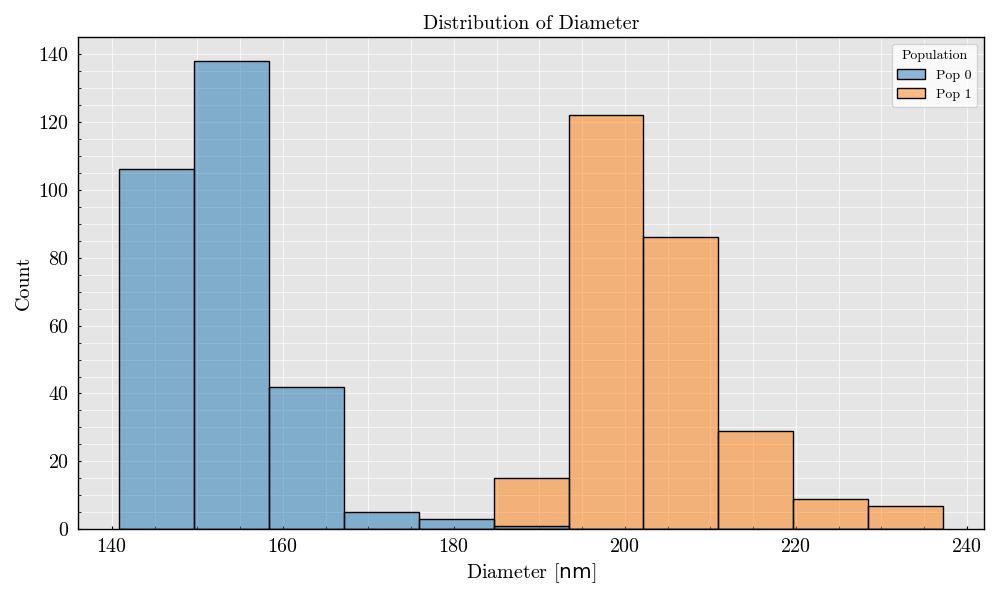 Distribution of Diameter
Population
Pop 0
Pop 1
Count
140
120
100
80
60
40
20
0
140 160 180 200 220 240
Diameter [nm]